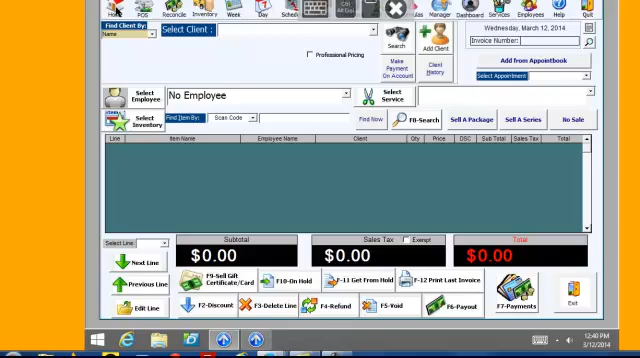 Home POS Reconcile Inventory Week Day Manager Dashboard Services Employees Help Quit
Find Client By:
Name
Select Client :
Professional Pricing
Search
Add Client
Make Payment On Account
Client History
Wednesday, March 12, 2014
Invoice Number:
Add from Appointbook
Select Appointment
Select Employee
No Employee
Select Service
Select Inventory
Find Item By:
Scan Code
Find Now
F8-Search
Sell A Package
Sell A Series
No Sale
Line Item Name Employee Name Client Qty Price DSC Sub Total Sales Tax Total
Select Line:
Subtotal
$0.00
Sales Tax
Exempt
$0.00
Total
$0.00
Next Line
Previous Line
Edit Line
F9-Sell Gift Certificate/Card
F10-On Hold
F-11 Get From Hold
F-12 Print Last Invoice
F2-Discount
F3-Delete Line
F4-Refund
F5-Void
F6-Payout
F7-Payments
Exit
12:40 PM
3/12/2014